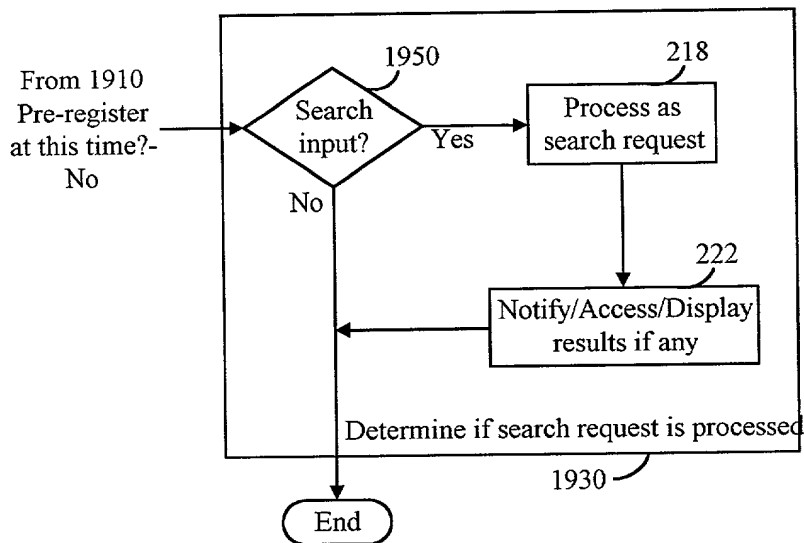 From 1910
Pre-register
at this time?-
No
1950
Search
input?
Yes
No
218
Process as
search request
222
Notify/Access/Display
results if any
Determine if search request is processed
1930
End